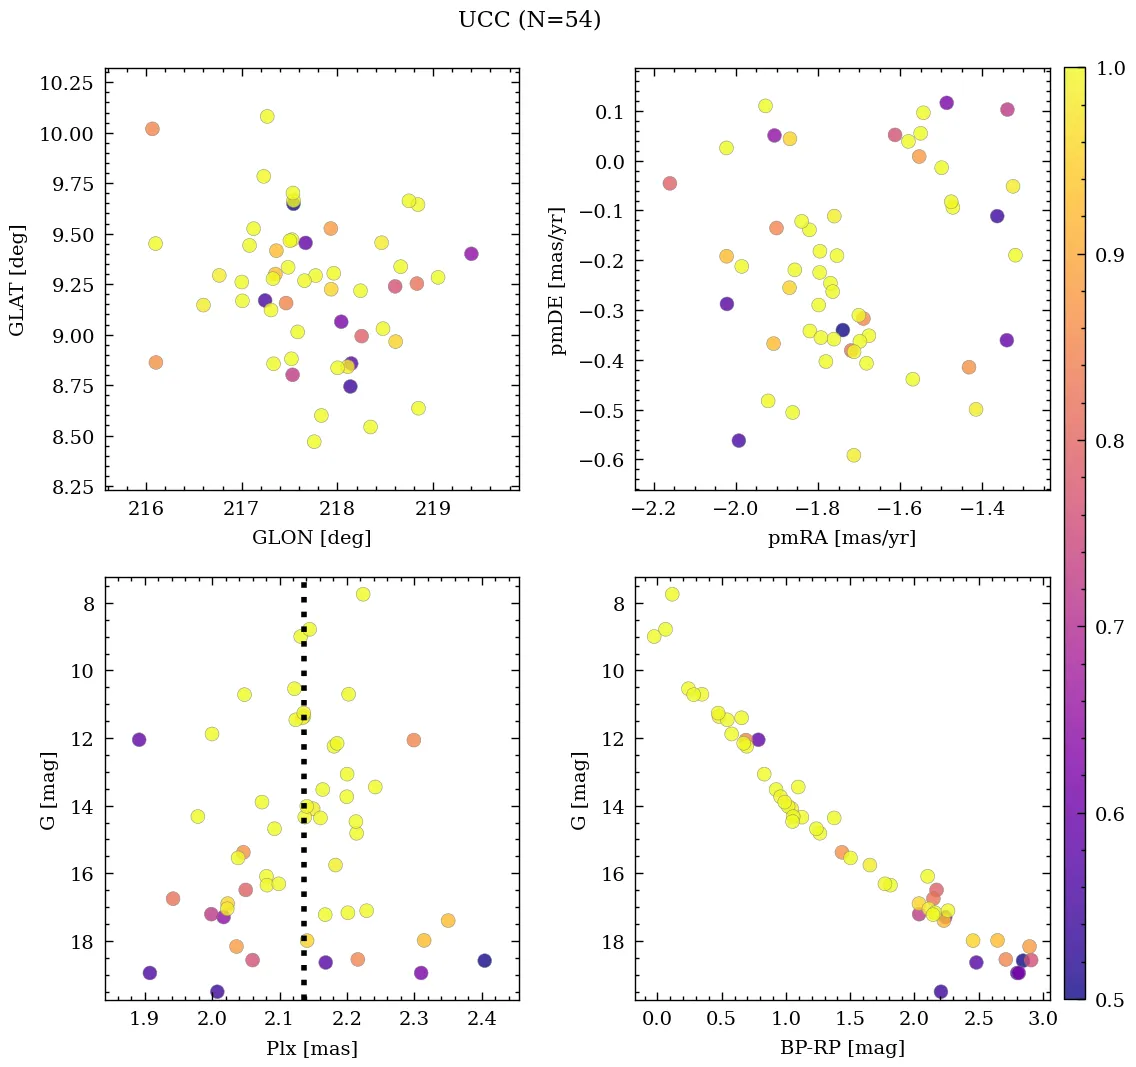 UCC (N=54)
10.25
10.00
9.75
9.50
9.25
9.00
8.75
8.50
8.25
GLAT [deg]
216 217 218 219
GLON [deg]
0.1
0.0
−0.1
−0.2
−0.3
−0.4
−0.5
−0.6
pmDE [mas/yr]
−2.2 −2.0 −1.8 −1.6 −1.4
pmRA [mas/yr]
1.0
0.9
0.8
0.7
0.6
0.5
8
10
12
14
16
18
G [mag]
1.9 2.0 2.1 2.2 2.3 2.4
Plx [mas]
8
10
12
14
16
18
G [mag]
0.0 0.5 1.0 1.5 2.0 2.5 3.0
BP-RP [mag]